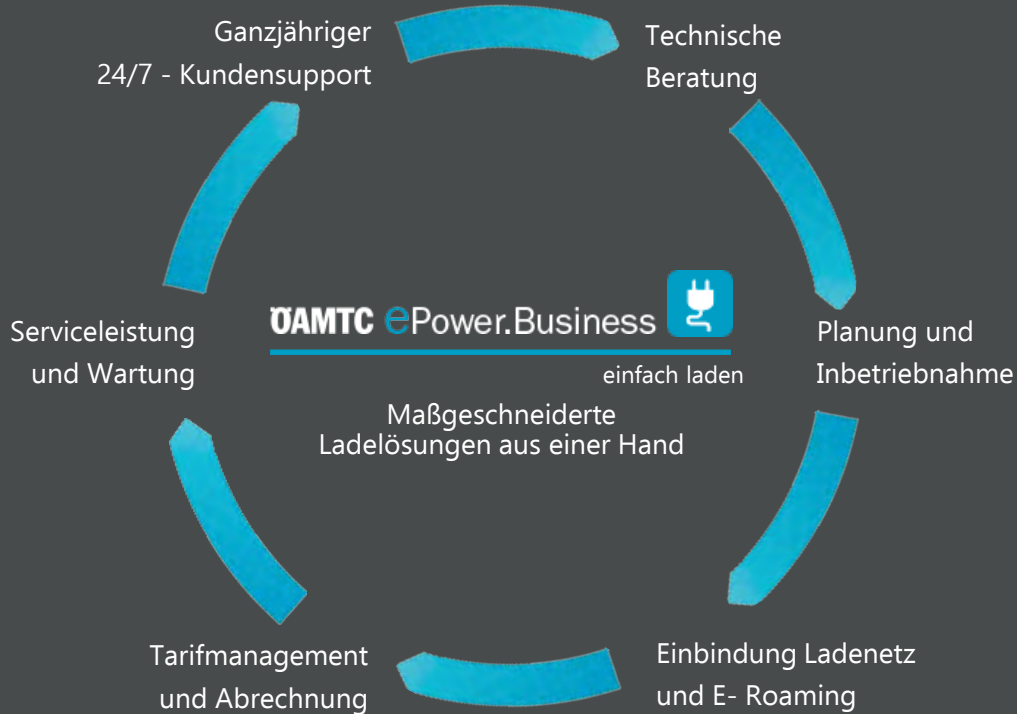 Ganzjähriger
24/7 - Kundensupport
Technische
Beratung
ÖAMTC ePower.Business
einfach laden
Maßgeschneiderte
Ladelösungen aus einer Hand
Serviceleistung
und Wartung
Planung und
Inbetriebnahme
Tarifmanagement
und Abrechnung
Einbindung Ladenetz
und E- Roaming